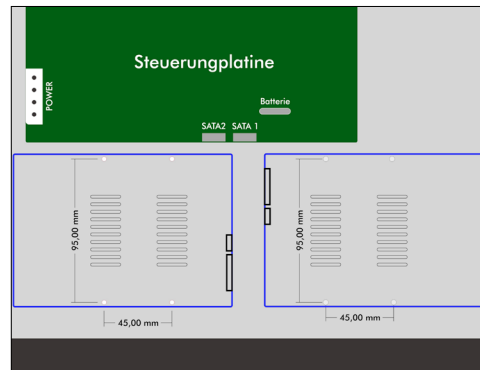 Steuerungplatine
POWER
Batterie
SATA2 SATA 1
95,00 mm
95,00 mm
45,00 mm
45,00 mm